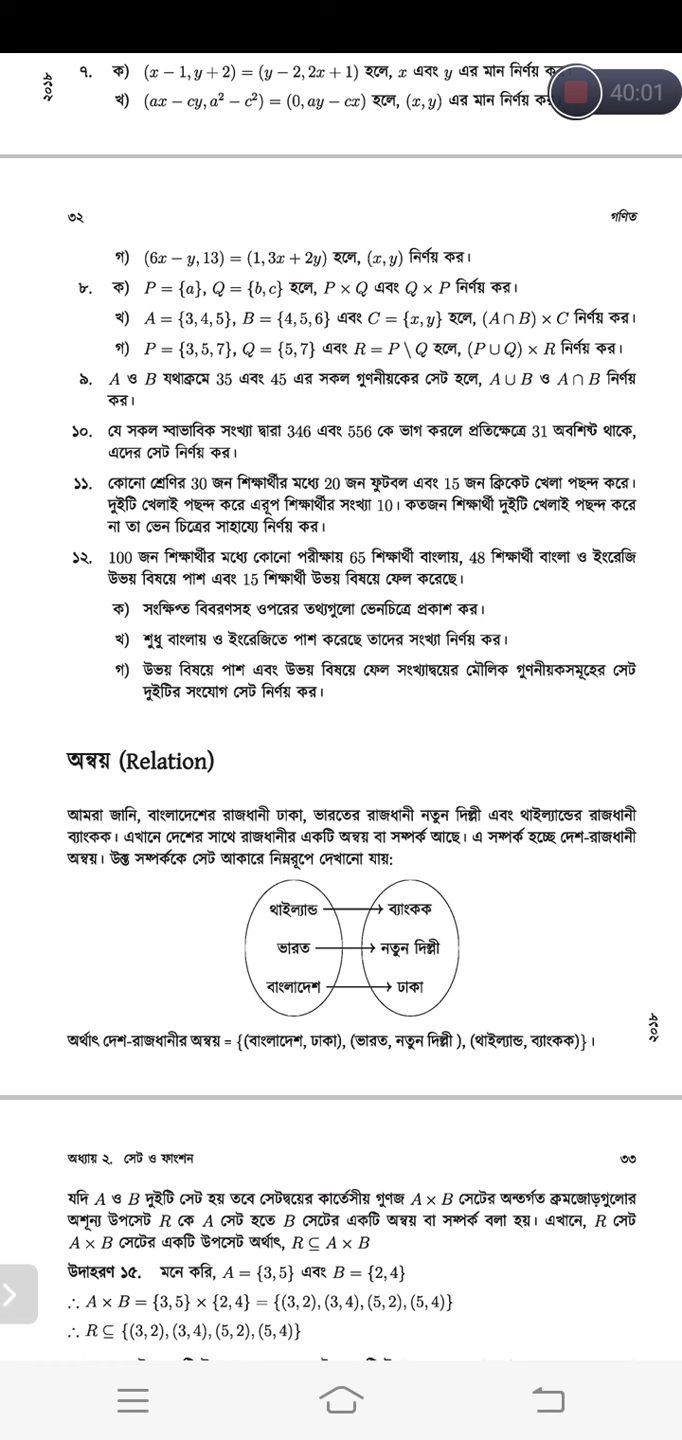 ২০১৮
৭. ক) (x − 1, y + 2) = (y − 2, 2x + 1) হলে, x এবং y এর মান নির্ণয়
40:01
খ) (ax − cy, a² − c²) = (0, ay − cx) হলে, (x, y) এর মান নির্ণয়
৩২ গণিত
গ) (6x − y, 13) = (1, 3x + 2y) হলে, (x, y) নির্ণয় কর।
৮. ক) P = {a}, Q = {b, c} হলে, P × Q এবং Q × P নির্ণয় কর।
খ) A = {3, 4, 5}, B = {4, 5, 6} এবং C = {x, y} হলে, (A ∩ B) × C নির্ণয় কর।
গ) P = {3, 5, 7}, Q = {5, 7} এবং R = P \ Q হলে, (P ∪ Q) × R নির্ণয় কর।
৯. A ও B যথাক্রমে 35 এবং 45 এর সকল গুণনীয়কের সেট হলে, A ∪ B ও A ∩ B নির্ণয়
কর।
১০. যে সকল স্বাভাবিক সংখ্যা দ্বারা 346 এবং 556 কে ভাগ করলে প্রতিক্ষেত্রে 31 অবশিষ্ট থাকে,
এদের সেট নির্ণয় কর।
১১. কোনো শ্রেণির 30 জন শিক্ষার্থীর মধ্যে 20 জন ফুটবল এবং 15 জন ক্রিকেট খেলা পছন্দ করে।
দুইটি খেলাই পছন্দ করে এরূপ শিক্ষার্থীর সংখ্যা 10। কতজন শিক্ষার্থী দুইটি খেলাই পছন্দ করে
না তা ভেন চিত্রের সাহায্যে নির্ণয় কর।
১২. 100 জন শিক্ষার্থীর মধ্যে কোনো পরীক্ষায় 65 শিক্ষার্থী বাংলায়, 48 শিক্ষার্থী বাংলা ও ইংরেজি
উভয় বিষয়ে পাশ এবং 15 শিক্ষার্থী উভয় বিষয়ে ফেল করেছে।
ক) সংক্ষিপ্ত বিবরণসহ ওপরের তথ্যগুলো ভেনচিত্রে প্রকাশ কর।
খ) শুধু বাংলায় ও ইংরেজিতে পাশ করেছে তাদের সংখ্যা নির্ণয় কর।
গ) উভয় বিষয়ে পাশ এবং উভয় বিষয়ে ফেল সংখ্যাদ্বয়ের মৌলিক গুণনীয়কসমূহের সেট
দুইটির সংযোগ সেট নির্ণয় কর।
অন্বয় (Relation)
আমরা জানি, বাংলাদেশের রাজধানী ঢাকা, ভারতের রাজধানী নতুন দিল্লী এবং থাইল্যান্ডের রাজধানী
ব্যাংকক। এখানে দেশের সাথে রাজধানীর একটি অন্বয় বা সম্পর্ক আছে। এ সম্পর্ক হচ্ছে দেশ-রাজধানী
অন্বয়। উক্ত সম্পর্ককে সেট আকারে নিম্নরূপে দেখানো যায়:
থাইল্যান্ড ব্যাংকক
ভারত নতুন দিল্লী
বাংলাদেশ ঢাকা
২০১৮
অর্থাৎ দেশ-রাজধানীর অন্বয় = {(বাংলাদেশ, ঢাকা), (ভারত, নতুন দিল্লী ), (থাইল্যান্ড, ব্যাংকক)} ।
অধ্যায় ২. সেট ও ফাংশন ৩৩
যদি A ও B দুইটি সেট হয় তবে সেটদ্বয়ের কার্তেসীয় গুণজ A × B সেটের অন্তর্গত ক্রমজোড়গুলোর
অশূন্য উপসেট R কে A সেট হতে B সেটের একটি অন্বয় বা সম্পর্ক বলা হয়। এখানে, R সেট
A × B সেটের একটি উপসেট অর্থাৎ, R ⊆ A × B
উদাহরণ ১৫. মনে করি, A = {3, 5} এবং B = {2, 4}
∴ A × B = {3, 5} × {2, 4} = {(3, 2), (3, 4), (5, 2), (5, 4)}
∴ R ⊆ {(3, 2), (3, 4), (5, 2), (5, 4)}